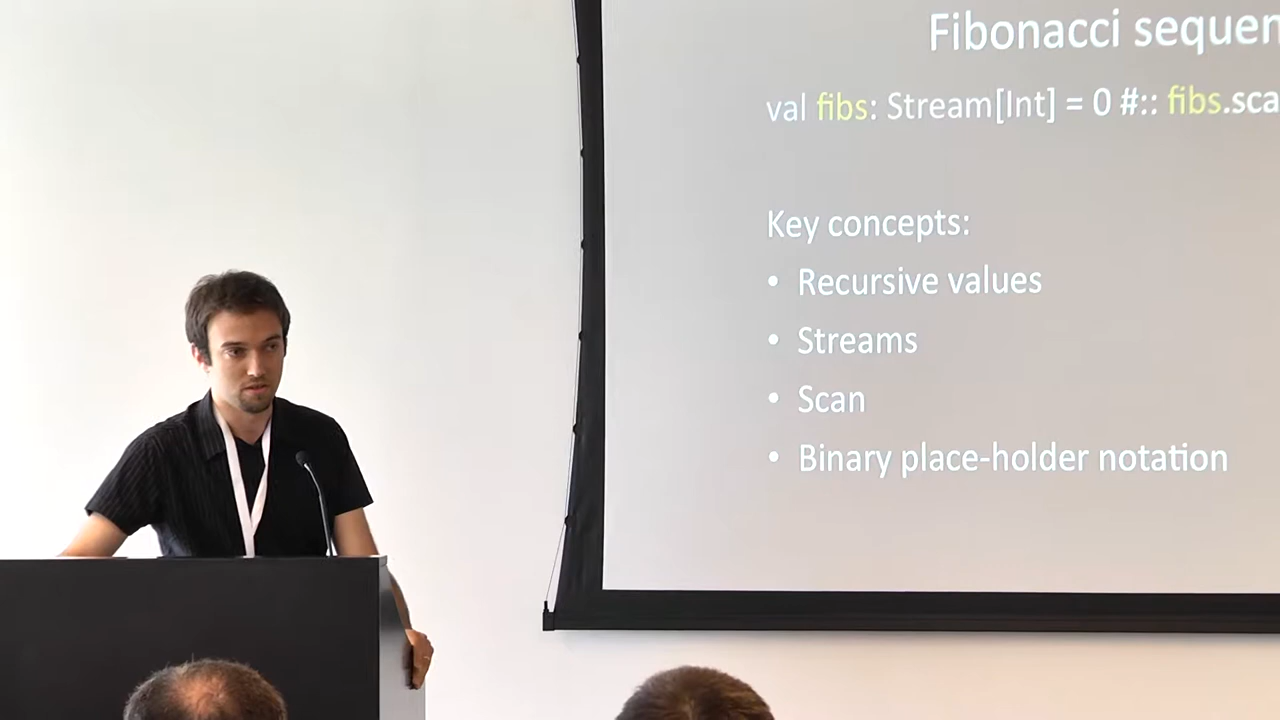 Fibonacci sequen
val fibs: Stream[Int] = 0 #:: fibs.sca
Key concepts:
• Recursive values
• Streams
• Scan
• Binary place-holder notation